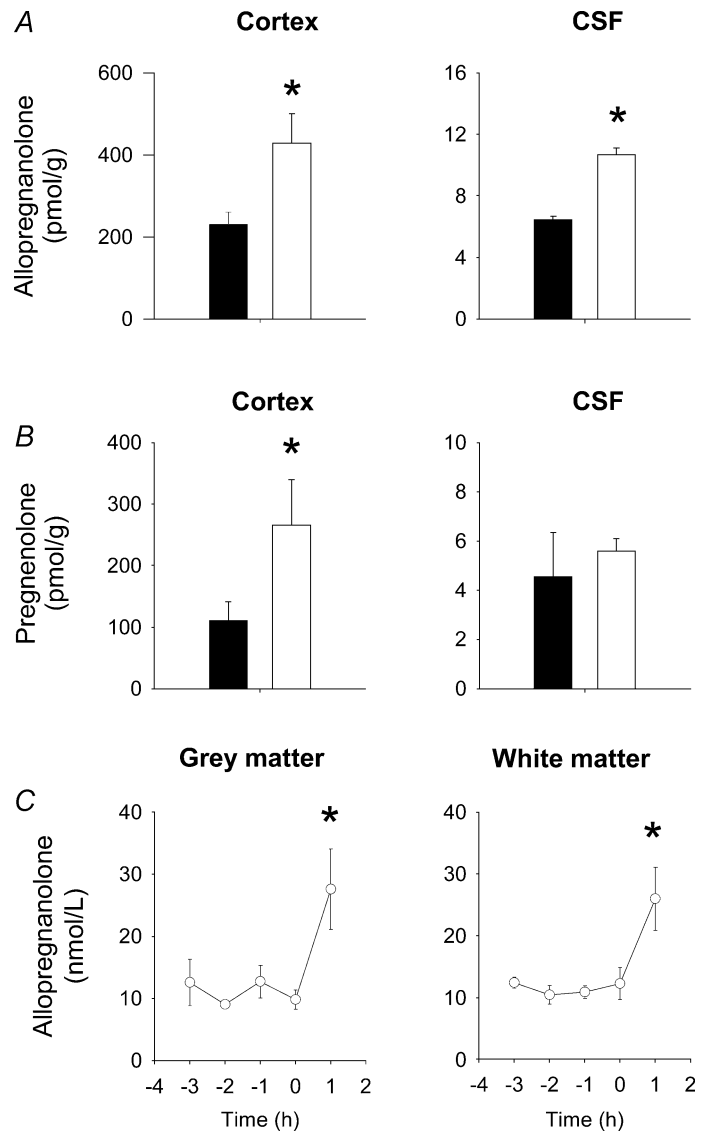 A
Cortex
CSF
Allopregnanolone
(pmol/g)
600
400
200
0
*
16
12
8
4
0
*
B
Cortex
CSF
Pregnenolone
(pmol/g)
400
300
200
100
0
*
10
8
6
4
2
0
C
Grey matter
White matter
Allopregnanolone
(nmol/L)
40
30
20
10
0
*
-4 -3 -2 -1 0 1 2
Time (h)
40
30
20
10
0
*
-4 -3 -2 -1 0 1 2
Time (h)